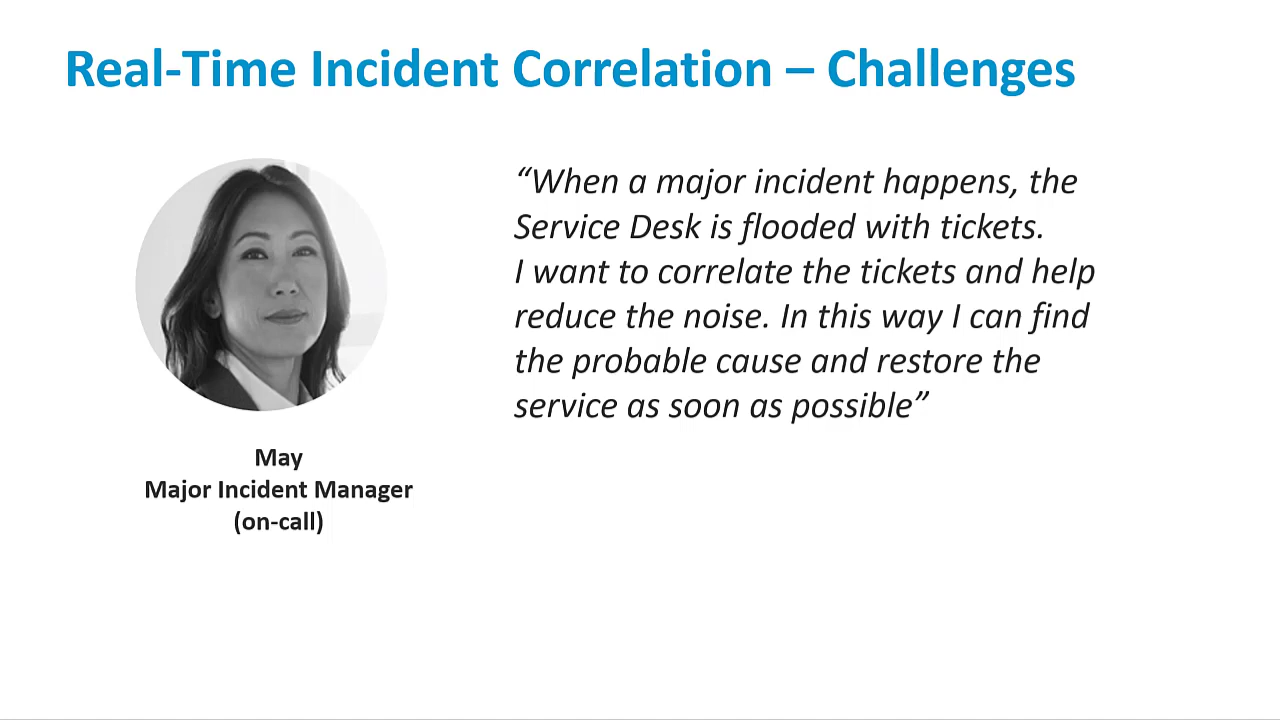 Real-Time Incident Correlation – Challenges
“When a major incident happens, the
Service Desk is flooded with tickets.
I want to correlate the tickets and help
reduce the noise. In this way I can find
the probable cause and restore the
service as soon as possible”
May
Major Incident Manager
(on-call)